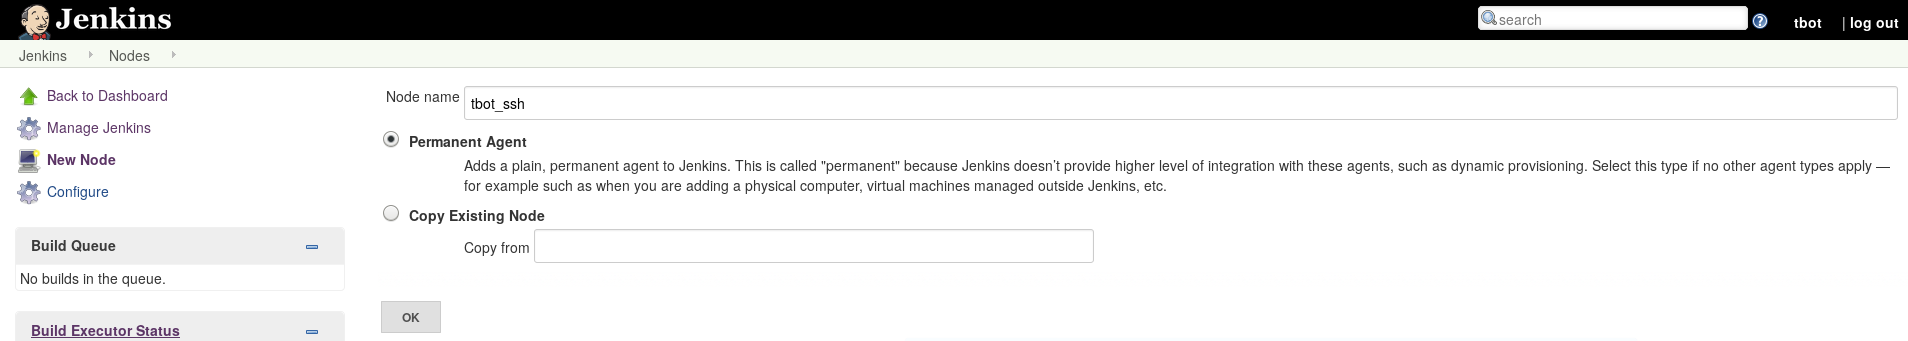 Jenkins
search
tbot
| log out
Jenkins
Nodes
Back to Dashboard
Manage Jenkins
New Node
Configure
Build Queue
No builds in the queue.
Build Executor Status
Node name
tbot_ssh
Permanent Agent
Adds a plain, permanent agent to Jenkins. This is called "permanent" because Jenkins doesn’t provide higher level of integration with these agents, such as dynamic provisioning. Select this type if no other agent types apply —
for example such as when you are adding a physical computer, virtual machines managed outside Jenkins, etc.
Copy Existing Node
Copy from
OK